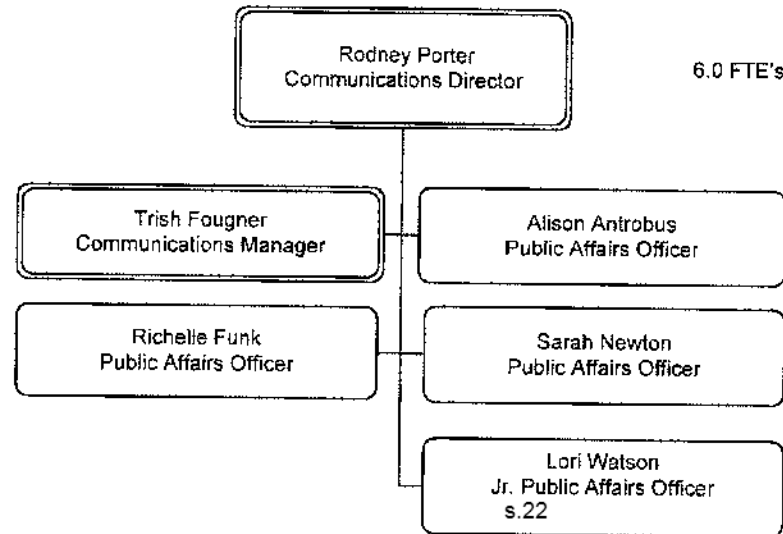 Rodney Porter
Communications Director
6.0 FTE's
Trish Fougner
Communications Manager
Alison Antrobus
Public Affairs Officer
Richelle Funk
Public Affairs Officer
Sarah Newton
Public Affairs Officer
Lori Watson
Jr. Public Affairs Officer
s.22